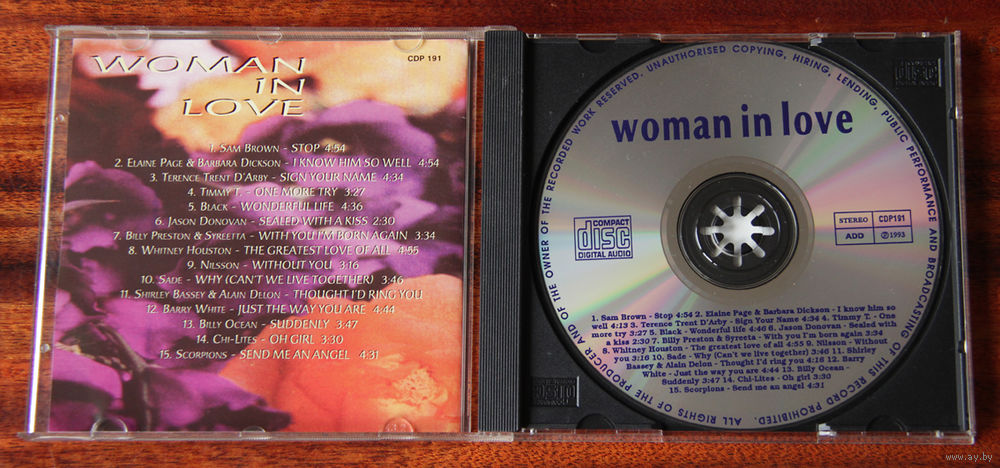 WOMAN
IN
LOVE
CDP 191
1. SAM BROWN - STOP 4:54
2. ELAINE PAGE & BARBARA DICKSON - I KNOW HIM SO WELL 4:54
3. TERENCE TRENT D'ARBY - SIGN YOUR NAME 4:34
4. TIMMY T. - ONE MORE TRY 3:27
5. BLACK - WONDERFUL LIFE 4:36
6. JASON DONOVAN - SEALED WITH A KISS 2:30
7. BILLY PRESTON & SYREETTA - WITH YOU I'M BORN AGAIN 3:34
8. WHITNEY HOUSTON - THE GREATEST LOVE OF ALL 4:55
9. NILSSON - WITHOUT YOU 3:16
10. SADE - WHY (CAN'T WE LIVE TOGETHER) 3:46
11. SHIRLEY BASSEY & ALAIN DELON - THOUGHT I'D RING YOU
12. BARRY WHITE - JUST THE WAY YOU ARE 4:44
13. BILLY OCEAN - SUDDENLY 3:47
14. CHI-LITES - OH GIRL 3:30
15. SCORPIONS - SEND ME AN ANGEL 4:31
ALL RIGHTS OF THE PRODUCER AND OF THE OWNER OF THE RECORDED WORK RESERVED. UNAUTHORISED COPYING, HIRING, LENDING, PUBLIC PERFORMANCE AND BROADCASTING OF THIS RECORD PROHIBITED.
woman in love
COMPACT
disc
DIGITAL AUDIO
STEREO CDP191
ADD ℗1993
1. Sam Brown - Stop 4:54 2. Elaine Page & Barbara Dickson - I know him so
well 4:13 3. Terence Trent D'Arby - Sign Your Name 4:34 4. Timmy T. - One
more try 3:27 5. Black - Wonderful life 4:46 6. Jason Donovan - Sealed with
a kiss 2:30 7. Billy Preston & Syreeta - With you I'm born again 3:34
8. Whitney Houston - The greatest love of all 4:55 9. Nilsson - Without
you 3:16 10. Sade - Why (Can't we live together) 3:46 11. Shirley
Bassey & Alain Delon - Thought I'd ring you 4:16 12. Barry
White - Just the way you are 4:44 13. Billy Ocean -
Suddenly 3:47 14. Chi-Lites - Oh girl 3:30
15. Scorpions - Send me an angel 4:31
www.ay.by